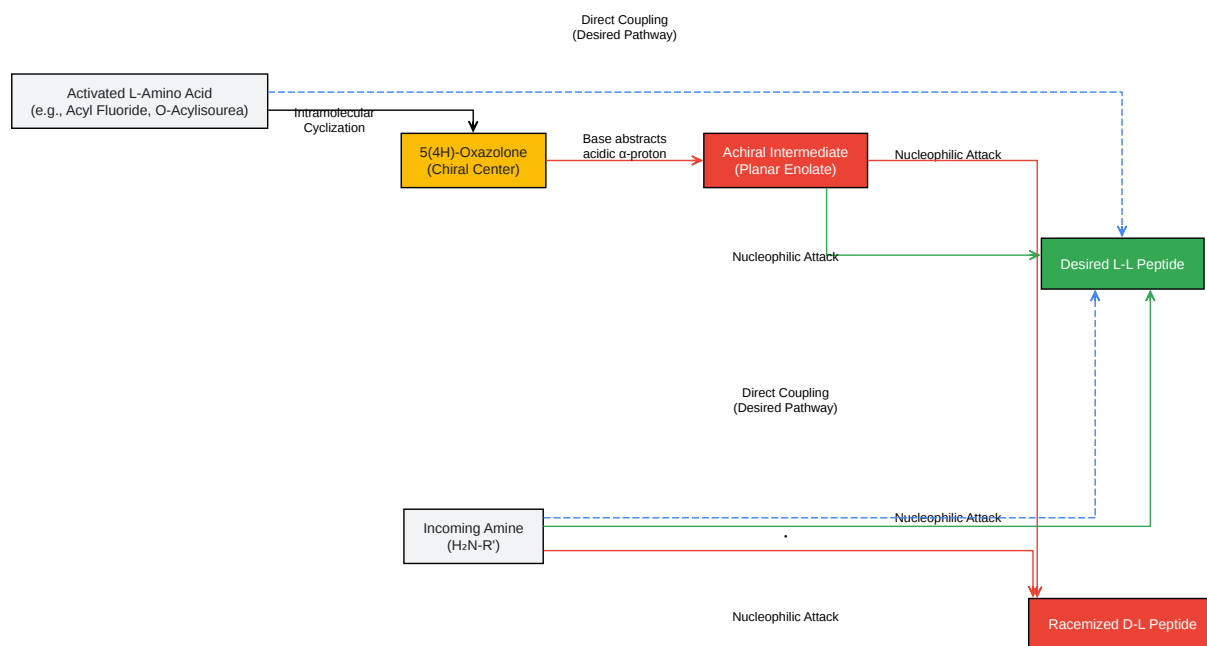 Direct Coupling
(Desired Pathway)
Activated L-Amino Acid
(e.g., Acyl Fluoride, O-Acylisourea)
Intramolecular
Cyclization
5(4H)-Oxazolone
(Chiral Center)
Base abstracts
acidic α-proton
Achiral Intermediate
(Planar Enolate)
Nucleophilic Attack
Nucleophilic Attack
Desired L-L Peptide
Direct Coupling
(Desired Pathway)
Incoming Amine
(H₂N-R')
Nucleophilic Attack
.
Nucleophilic Attack
Racemized D-L Peptide